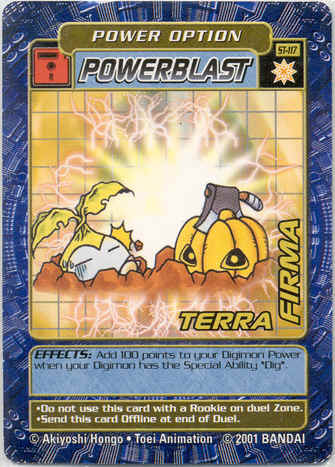 POWER OPTION
POWERBLAST
ST-117
TERRA
FIRMA
EFFECTS: Add 100 points to your Digimon Power
when your Digimon has the Special Ability "Dig".
•Do not use this card with a Rookie on duel Zone.
•Send this card Offline at end of Duel.
© Akiyoshi Hongo • Toei Animation © 2001 BANDAI